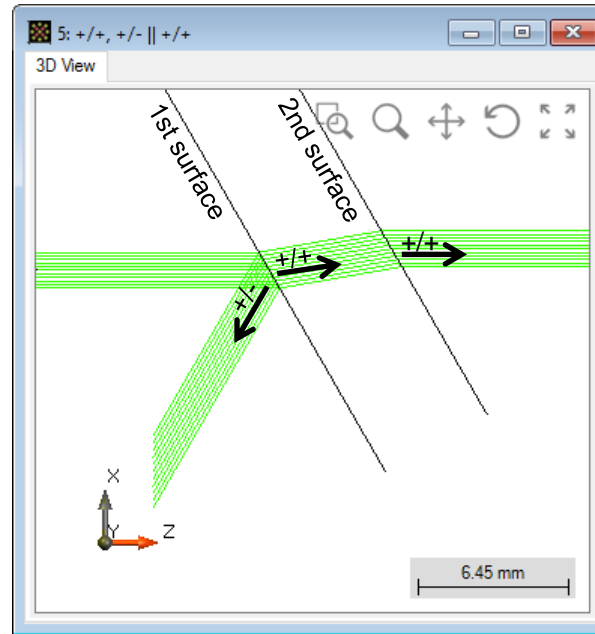 5: +/+, +/- || +/+
3D View
1st surface
2nd surface
+/+
+/+
+/-
X
Y
Z
6.45 mm